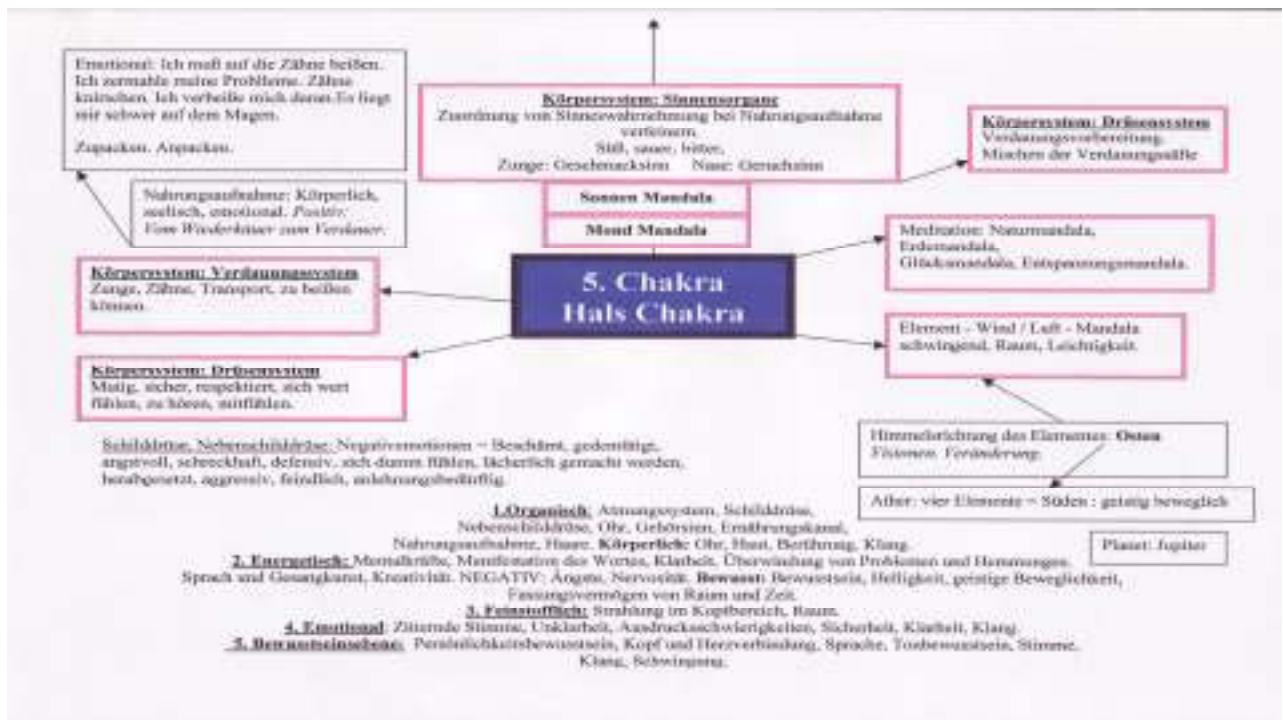 Emotional: Ich muß auf die Zähne beißen.
Ich zermahle meine Probleme. Zähne
knirschen. Ich verbeiße mich daran. Es liegt
mir schwer auf dem Magen.
Zupacken. Anpacken.
Nahrungsaufnahme: Körperlich,
seelisch, emotional. Positiv:
Vom Wiederkäuer zum Verdauer.
Körpersystem: Sinnesorgane
Zuordnung von Sinneswahrnehmung bei Nahrungsaufnahme
verfeinern.
Süß, sauer, bitter,
Zunge: Geschmacksinn Nase: Geruchsinn
Körpersystem: Drüsensystem
Verdauungsvorbereitung,
Mischen der Verdauungssäfte
Sonnen Mandala
Mond Mandala
5. Chakra
Hals Chakra
Meditation: Naturmandala,
Erdemandala,
Glücksmandala, Entspannungsmandala.
Körpersystem: Verdauungssystem
Zunge, Zähne, Transport, zu beißen
können.
Element - Wind / Luft - Mandala
schwingend, Raum, Leichtigkeit.
Körpersystem: Drüsensystem
Mutig, sicher, respektiert, sich wert
fühlen, zu hören, mitfühlen.
Himmelsrichtung des Elementes: Osten
Visionen. Veränderung.
Schilddrüse, Nebenschilddrüse: Negativemotionen = Beschämt, gedemütigt,
angstvoll, schreckhaft, defensiv, sich dumm fühlen, lächerlich gemacht werden,
herabgesetzt, aggressiv, feindlich, anlehnungsbedürftig.
Äther: vier Elemente = Süden : geistig beweglich
Planet: Jupiter
1.Organisch: Atmungsystem, Schilddrüse,
Nebenschilddrüse, Ohr, Gehörsinn, Ernährungskanal,
Nahrungsaufnahme, Haare. Körperlich: Ohr, Haut, Berührung, Klang.
2. Energetisch: Mentalkräfte, Manifestation des Wortes, Klarheit, Überwindung von Problemen und Hemmungen.
Sprach und Gesangkunst, Kreativität. NEGATIV: Ängste, Nervosität. Bewusst: Bewusstsein, Helligkeit, geistige Beweglichkeit,
Fassungsvermögen von Raum und Zeit.
3. Feinstofflich: Strahlung im Kopfbereich, Raum.
4. Emotional: Zitternde Stimme, Unklarheit, Ausdrucksschwierigkeiten, Sicherheit, Klarheit, Klang.
5. Bewusstseinsebene: Persönlichkeitsbewusstsein, Kopf und Herzverbindung, Sprache, Tonbewusstsein, Stimme,
Klang, Schwingung.